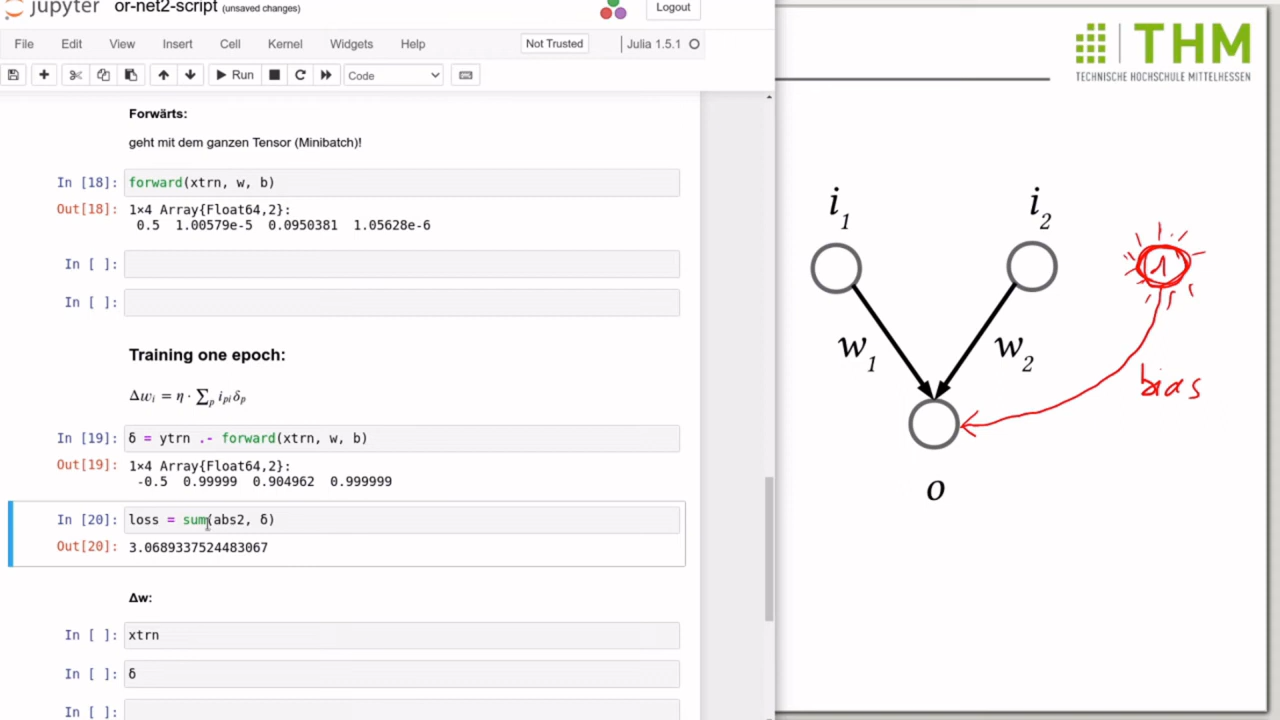 jupyter or-net2-script (unsaved changes)
Logout
File Edit View Insert Cell Kernel Widgets Help
Not Trusted
Julia 1.5.1
Run
Code
Forwärts:
geht mit dem ganzen Tensor (Minibatch)!
In [18]: forward(xtrn, w, b)
Out[18]: 1×4 Array{Float64,2}:
0.5 1.00579e-5 0.0950381 1.05628e-6
In [ ]:
In [ ]:
Training one epoch:
Δwᵢ = η · ∑ₚ iₚᵢδₚ
In [19]: δ = ytrn .- forward(xtrn, w, b)
Out[19]: 1×4 Array{Float64,2}:
-0.5 0.99999 0.904962 0.999999
In [20]: loss = sum(abs2, δ)
Out[20]: 3.0689337524483067
Δw:
In [ ]: xtrn
In [ ]: δ
In [ ]:
THM
TECHNISCHE HOCHSCHULE MITTELHESSEN
i₁ i₂
1
w₁ w₂
bias
o